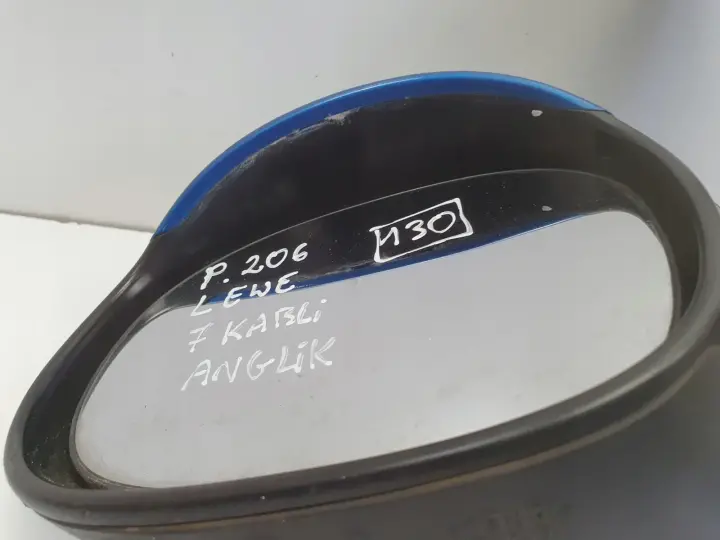 P. 206
130
LEWE
7 KABLI
ANGLiK